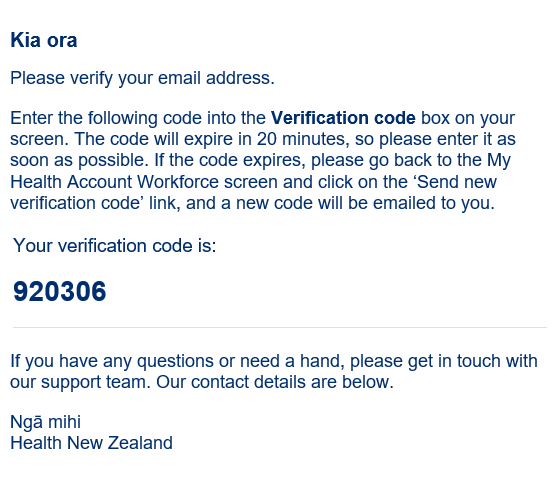 Kia ora
Please verify your email address.
Enter the following code into the Verification code box on your
screen. The code will expire in 20 minutes, so please enter it as
soon as possible. If the code expires, please go back to the My
Health Account Workforce screen and click on the ‘Send new
verification code’ link, and a new code will be emailed to you.
Your verification code is:
920306
If you have any questions or need a hand, please get in touch with
our support team. Our contact details are below.
Ngā mihi
Health New Zealand